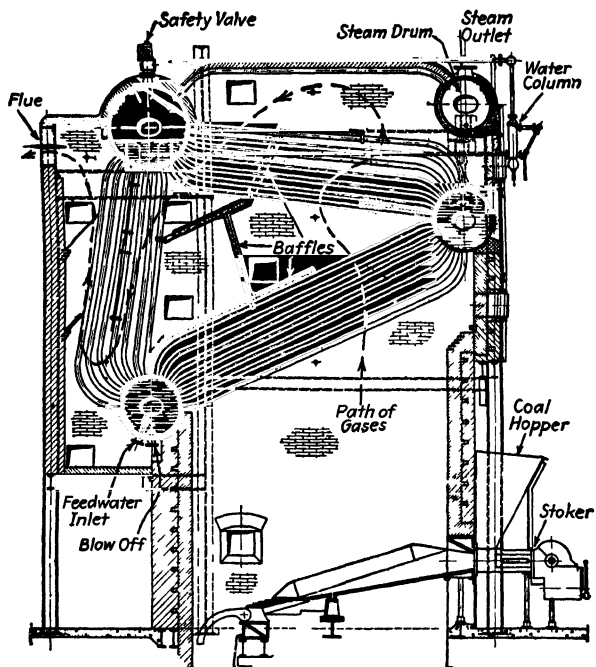 Safety Valve
Steam Drum
Steam
Outlet
Water
Column
Flue
Baffles
Path of
Gases
Coal
Hopper
Feedwater
Inlet
Stoker
Blow Off